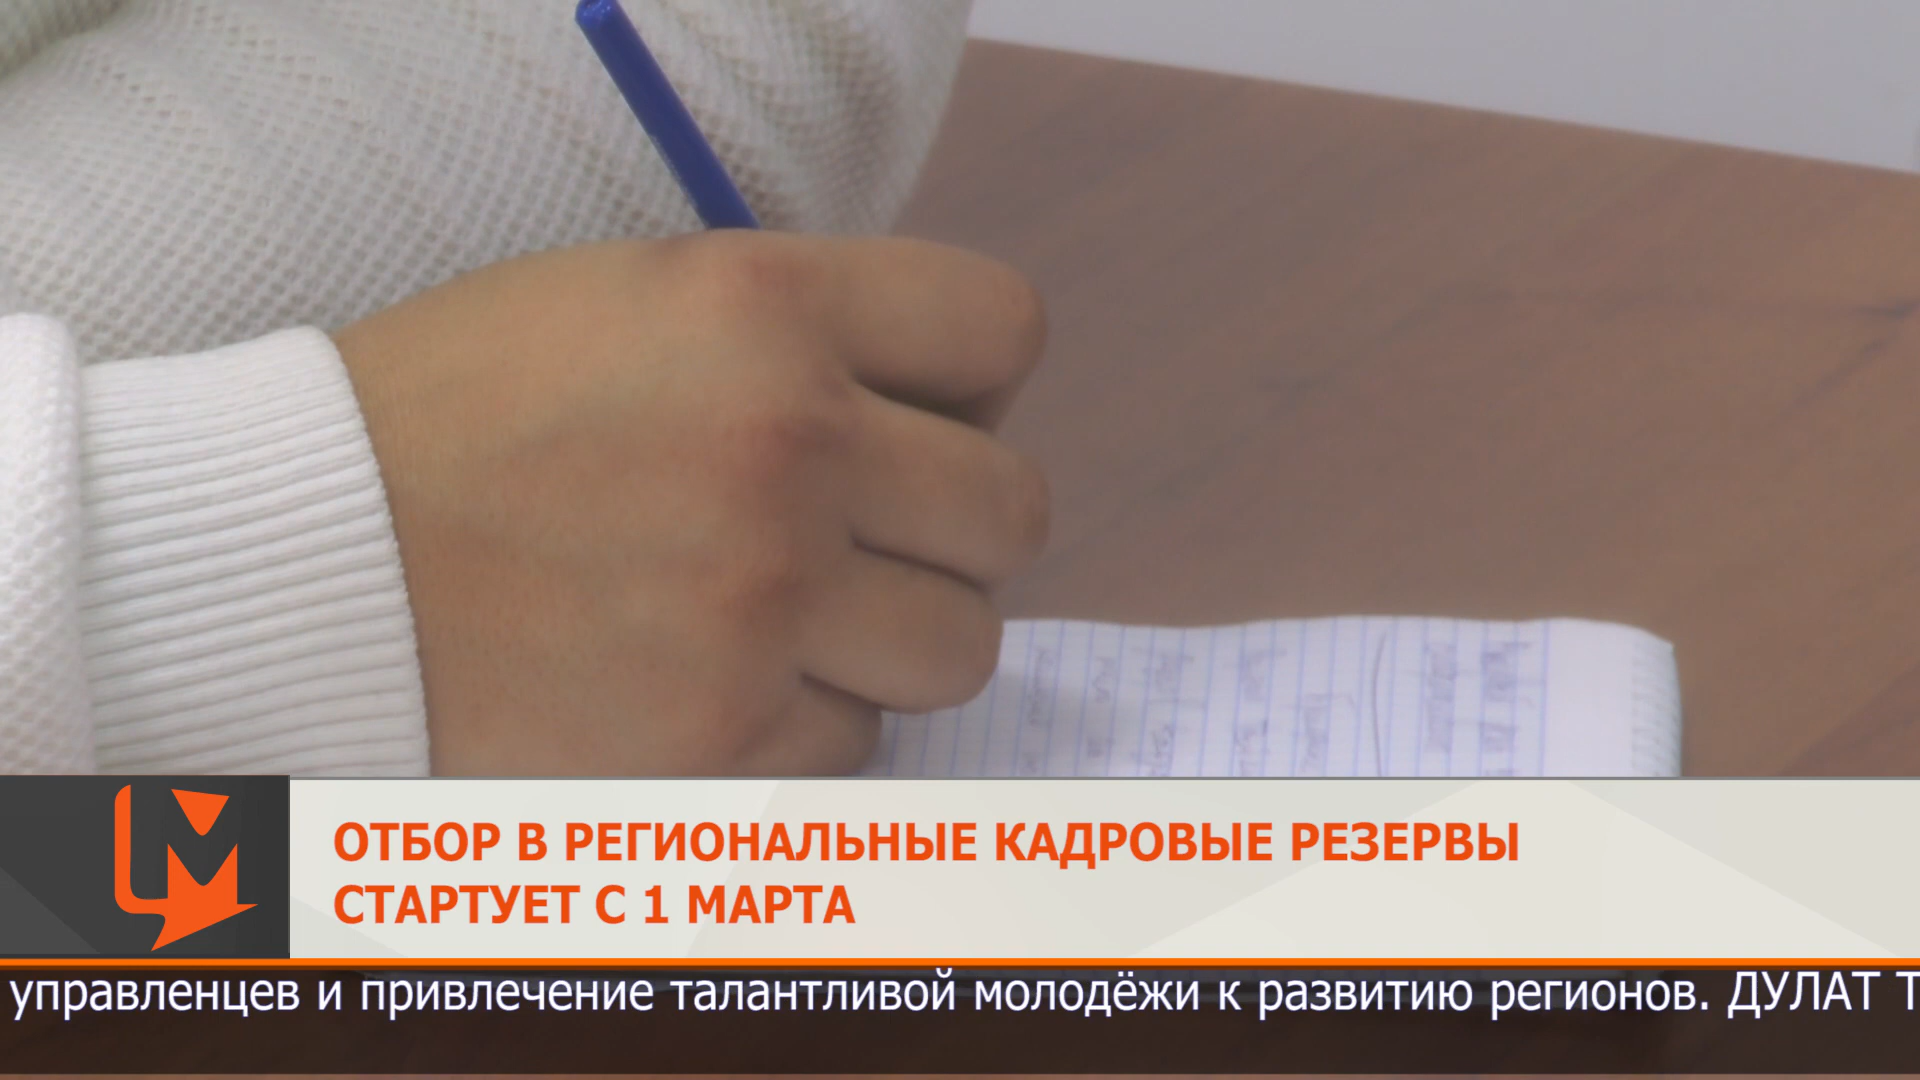 ОТБОР В РЕГИОНАЛЬНЫЕ КАДРОВЫЕ РЕЗЕРВЫ
СТАРТУЕТ С 1 МАРТА
управленцев и привлечение талантливой молодёжи к развитию регионов. ДУЛАТ Т